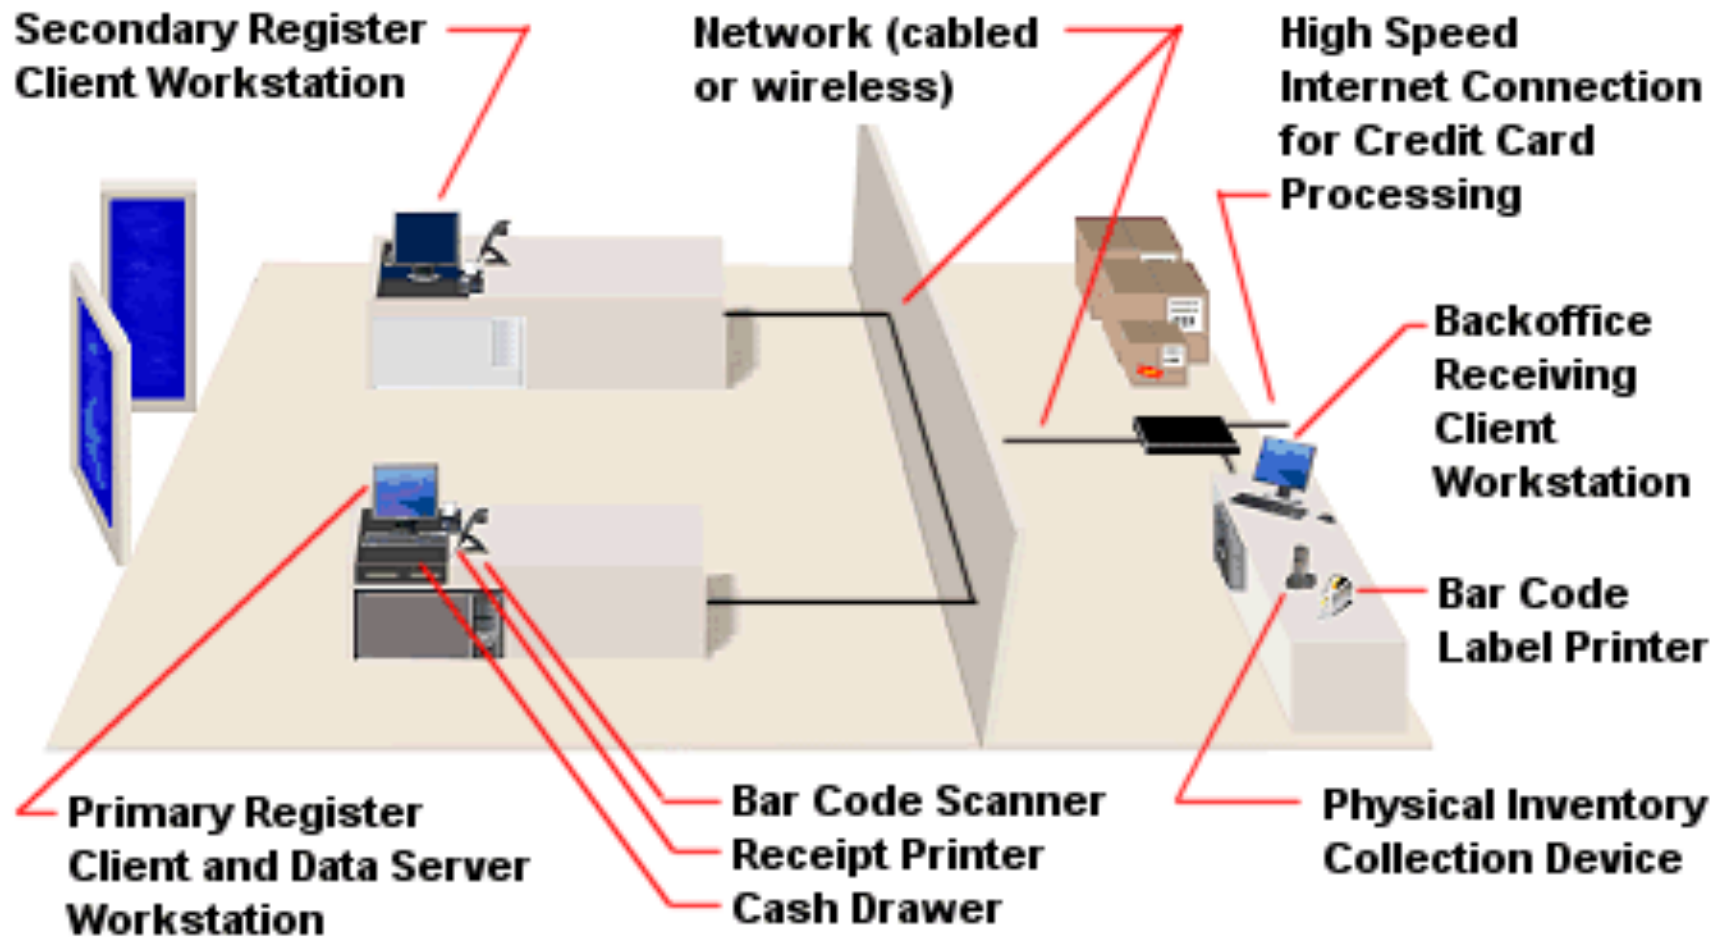 Secondary Register
Client Workstation
Network (cabled
or wireless)
High Speed
Internet Connection
for Credit Card
Processing
Backoffice
Receiving
Client
Workstation
Bar Code
Label Printer
Primary Register
Client and Data Server
Workstation
Bar Code Scanner
Receipt Printer
Cash Drawer
Physical Inventory
Collection Device